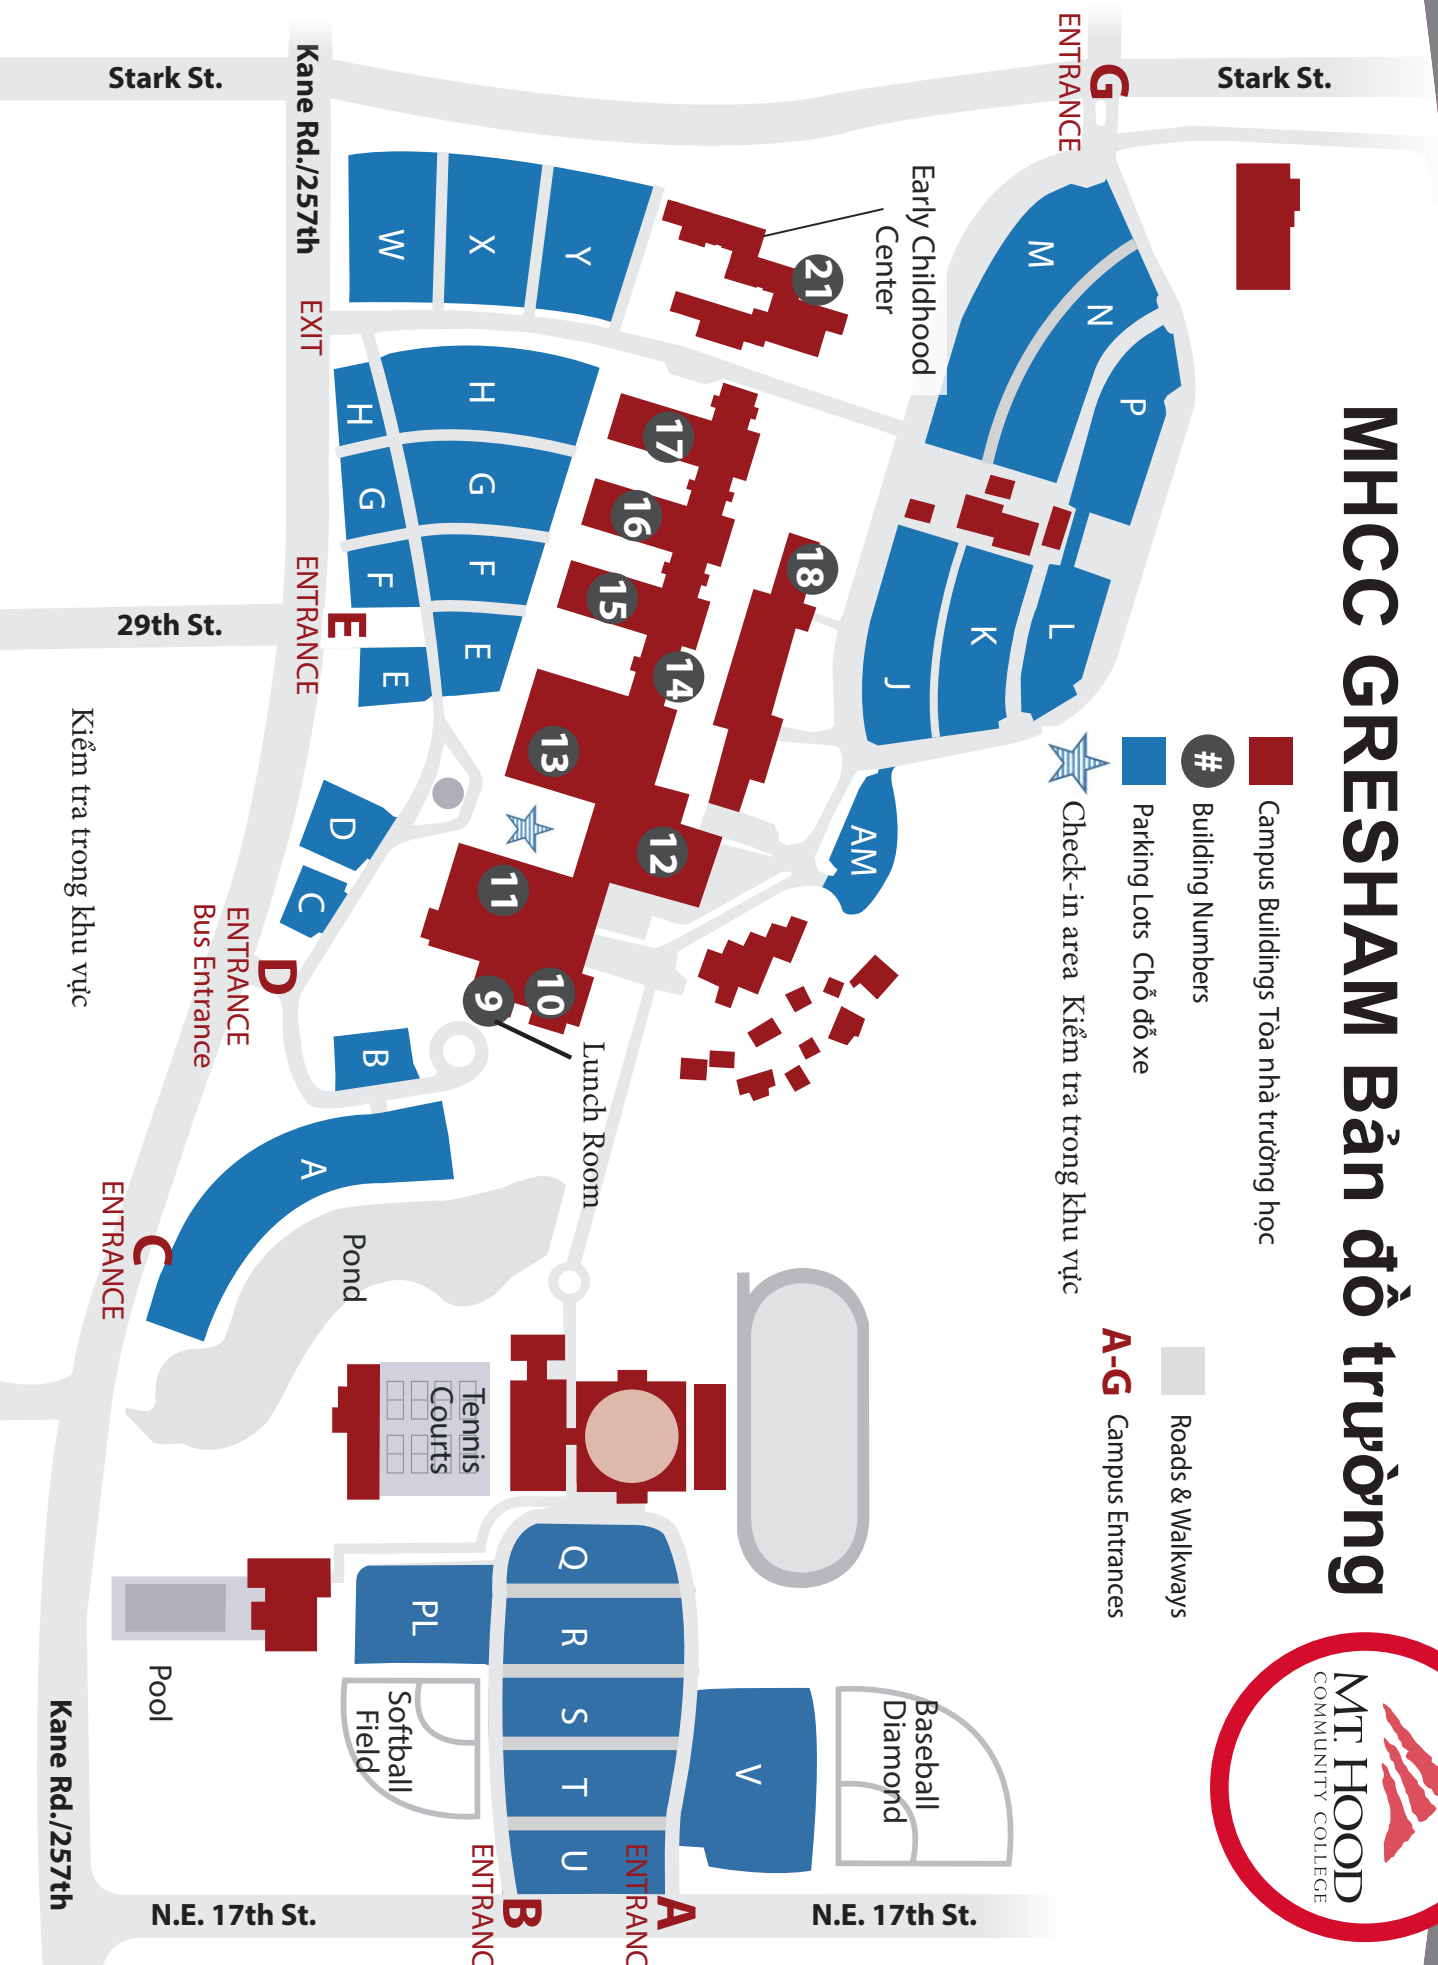 MHCC GRESHAM Bản đồ trường
MT. HOOD
COMMUNITY COLLEGE
Campus Buildings Tòa nhà trường học
# Building Numbers
Parking Lots Chỗ đỗ xe
Check-in area Kiểm tra trong khu vực
Roads & Walkways
A-G Campus Entrances
Stark St.
G
ENTRANCE
Stark St.
Kane Rd./257th
EXIT
Early Childhood
Center
21
M
N
P
W
X
Y
H
H
G
G
F
F
E
E
17
16
15
18
14
13
12
11
10
9
J
K
L
AM
ENTRANCE
E
29th St.
Kiểm tra trong khu vực
D
C
ENTRANCE
Bus Entrance
D
B
A
Lunch Room
ENTRANCE
C
Pond
Tennis
Courts
Q
R
S
T
U
V
PL
Pool
Softball
Field
Baseball
Diamond
ENTRANC
A
ENTRANC
B
Kane Rd./257th
N.E. 17th St.
N.E. 17th St.